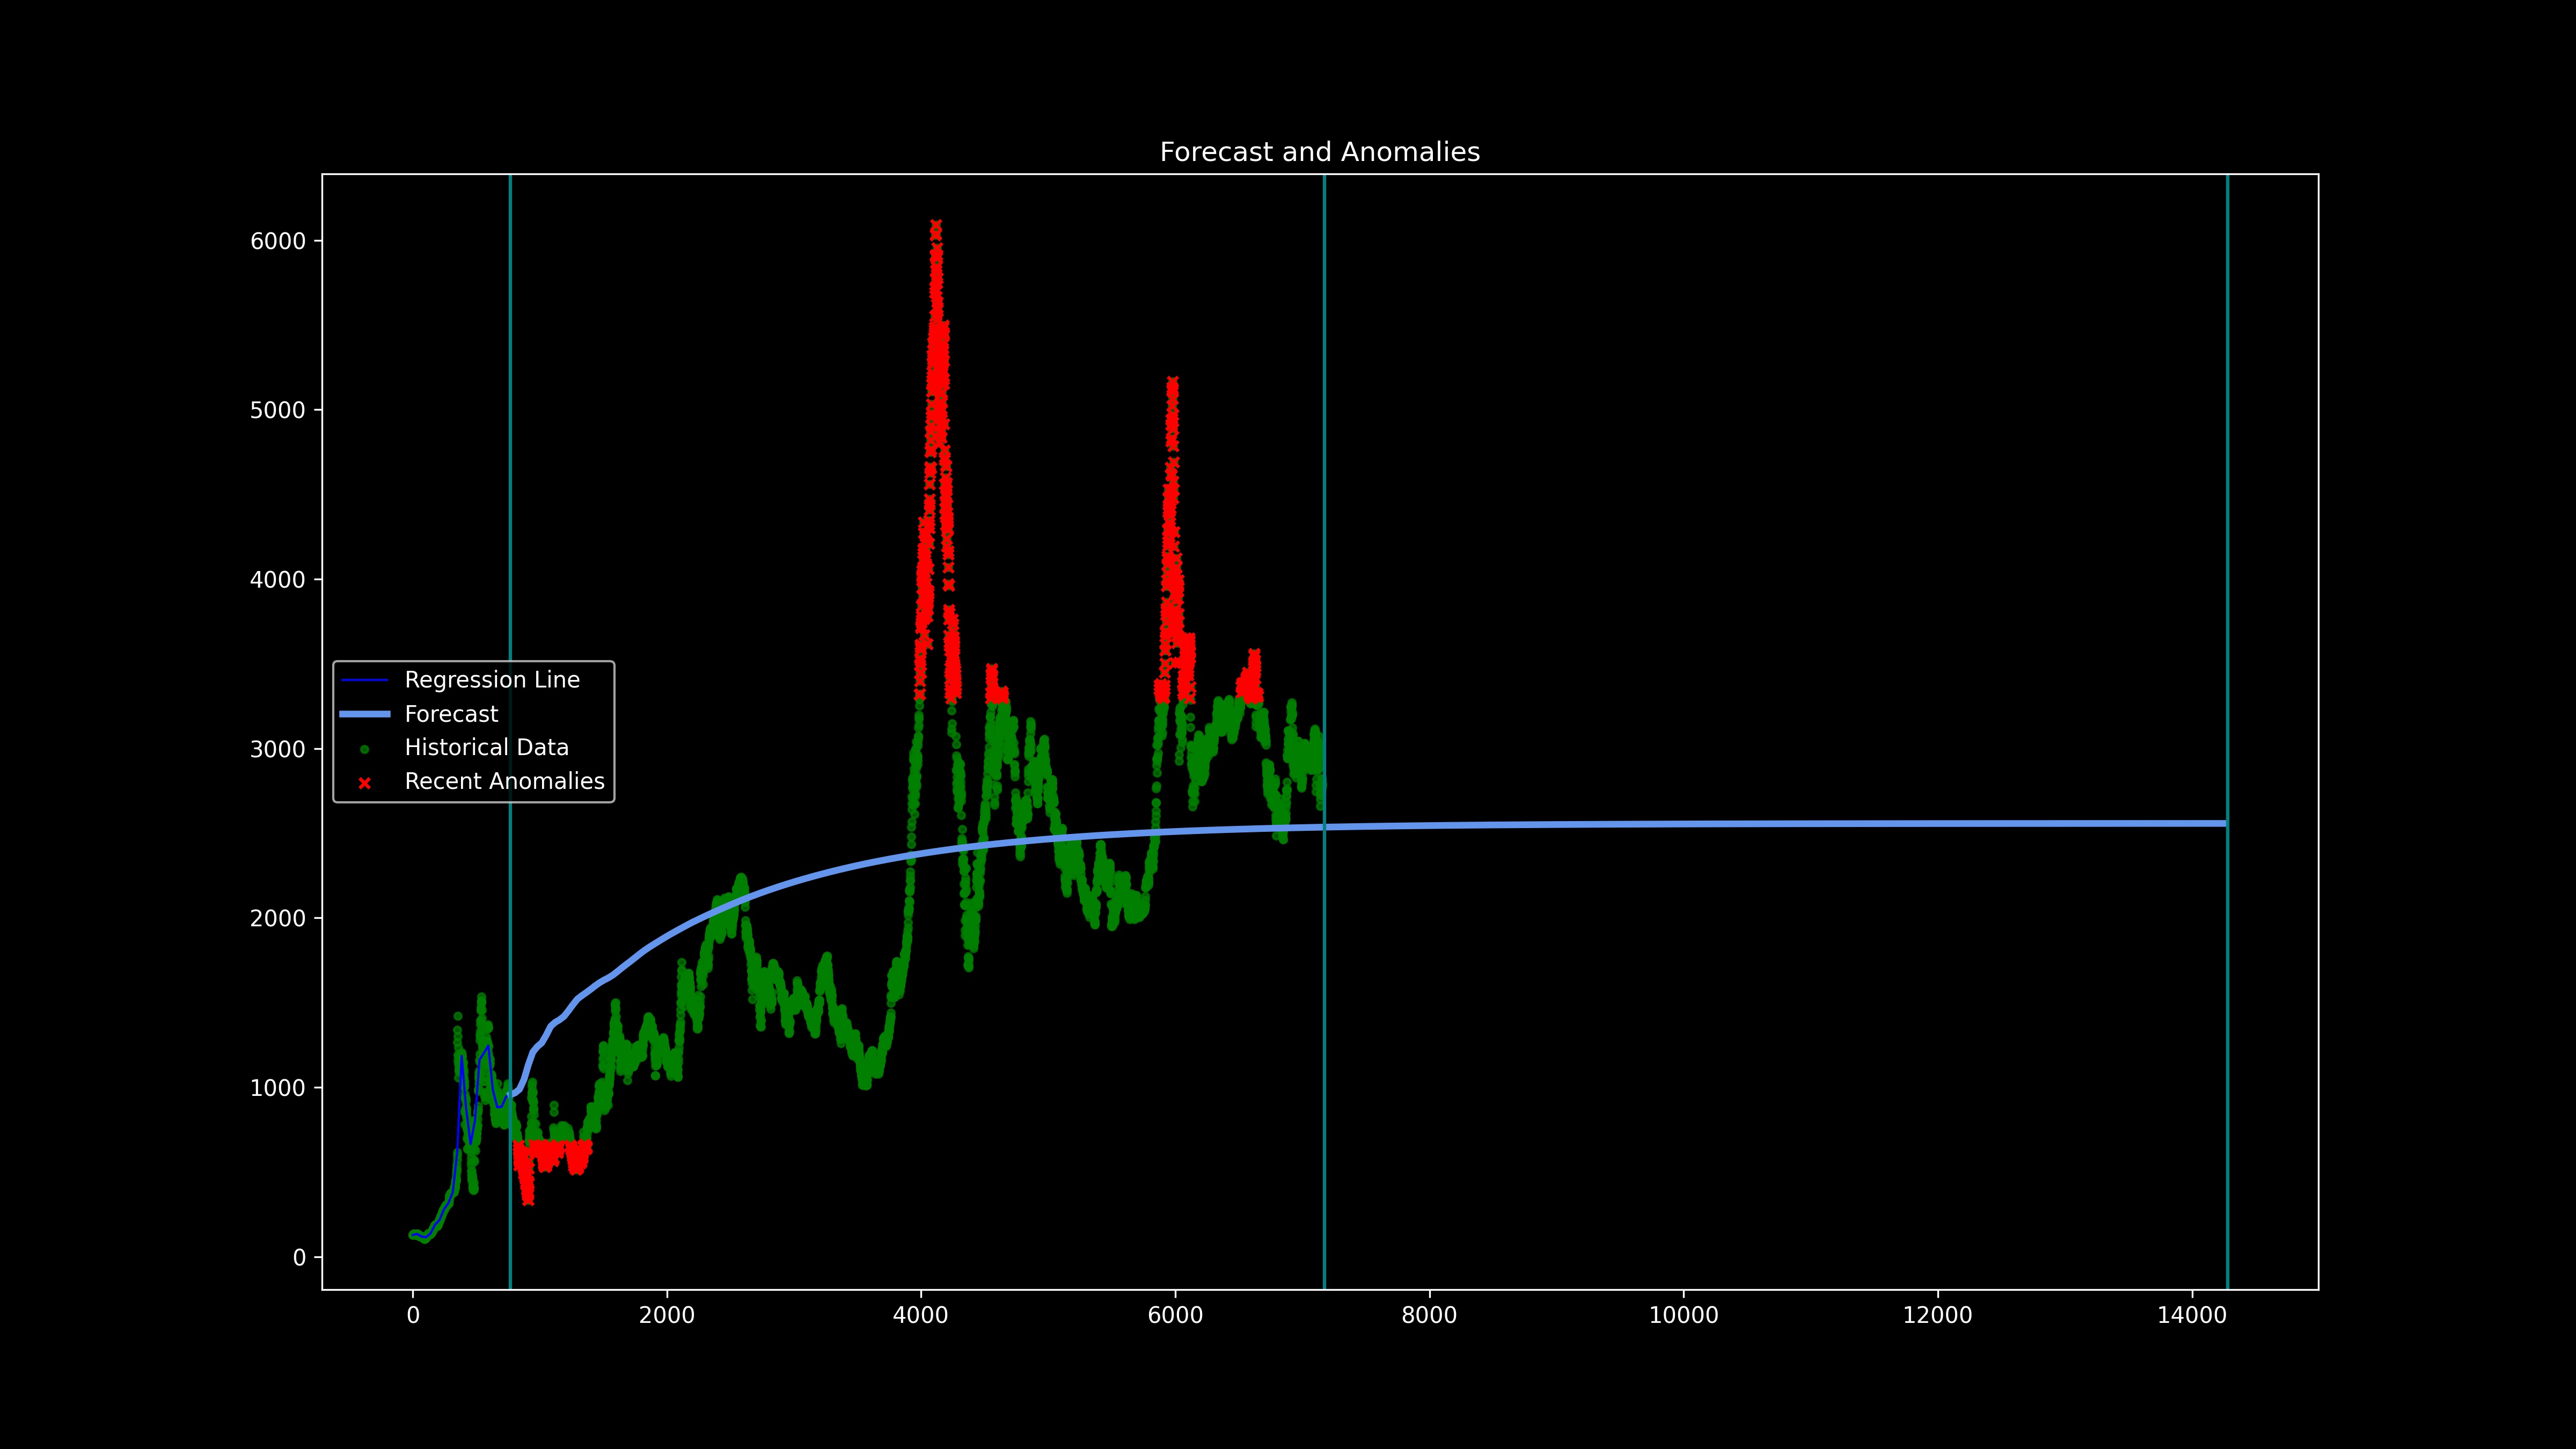 Forecast and Anomalies
6000
5000
4000
3000
2000
1000
0
Regression Line
Forecast
Historical Data
Recent Anomalies
0 2000 4000 6000 8000 10000 12000 14000